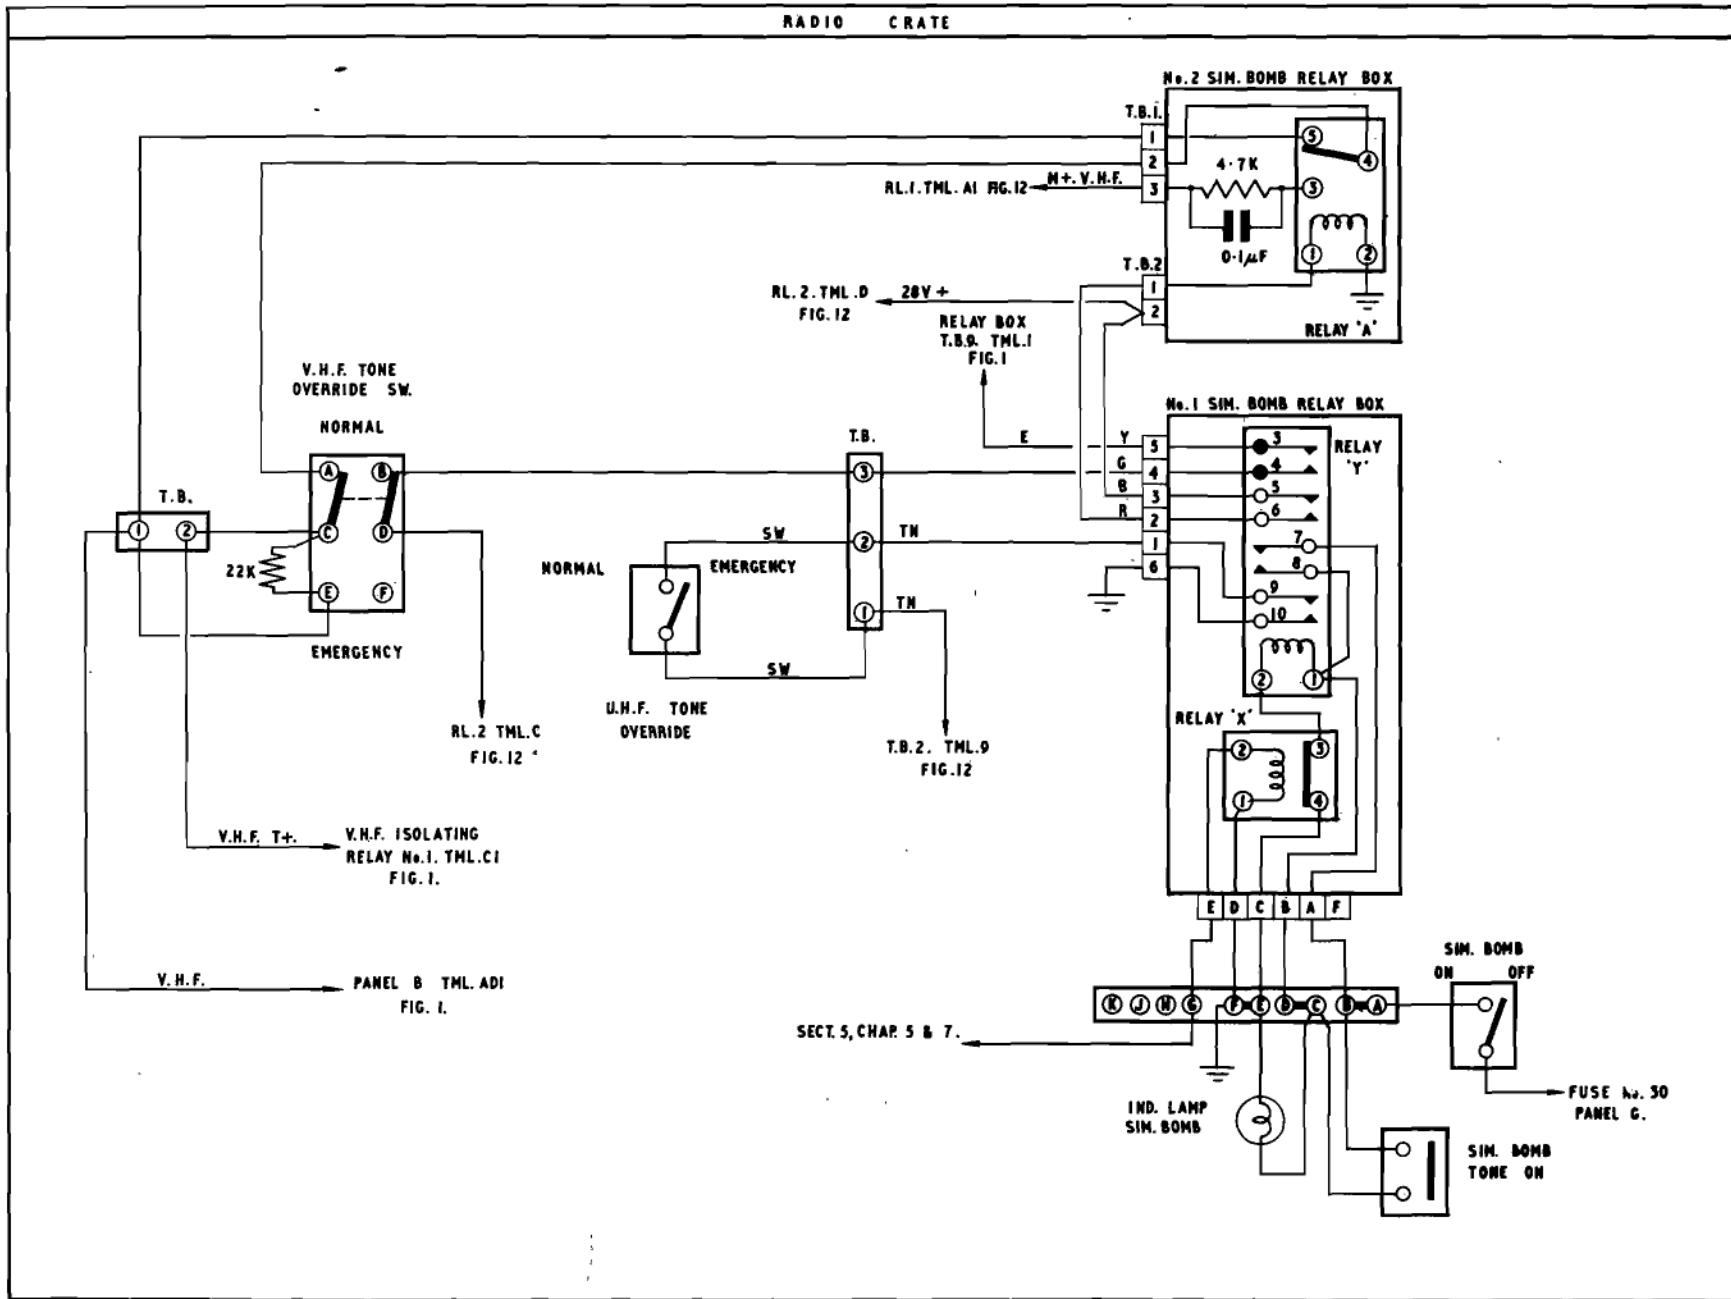 RADIO CRATE
No.2 SIM. BOMB RELAY BOX
T.B.1.
1
2
3
5
4
3
4·7K
0·1µF
1
2
RL.1. TML. A1 FIG.12
M+. V.H.F.
T.B.2
1
2
RELAY 'A'
RL. 2. TML .D
FIG. 12
28V +
RELAY BOX
T.B.9. TML.1
FIG.1
V.H.F. TONE
OVERRIDE SW.
NORMAL
A
B
C
D
E
F
22K
EMERGENCY
T.B.
1
2
RL.2 TML.C
FIG.12
V.H.F. T+.
V.H.F. ISOLATING
RELAY No.1. TML.C1
FIG. 1.
V.H.F.
PANEL B TML. AD1
FIG. 1.
T.B.
3
2
1
SW
NORMAL
EMERGENCY
SW
U.H.F. TONE
OVERRIDE
TN
TN
T.B.2. TML.9
FIG.12
No.1 SIM. BOMB RELAY BOX
E
Y
G
B
R
5
4
3
2
1
6
3
4
5
6
7
8
9
10
2
1
RELAY
'Y'
RELAY 'X'
2
3
1
4
E
D
C
B
A
F
K
J
H
G
F
E
D
C
B
A
SECT. 5, CHAP. 5 & 7.
IND. LAMP
SIM. BOMB
SIM. BOMB
ON OFF
FUSE No. 30
PANEL G.
SIM. BOMB
TONE ON